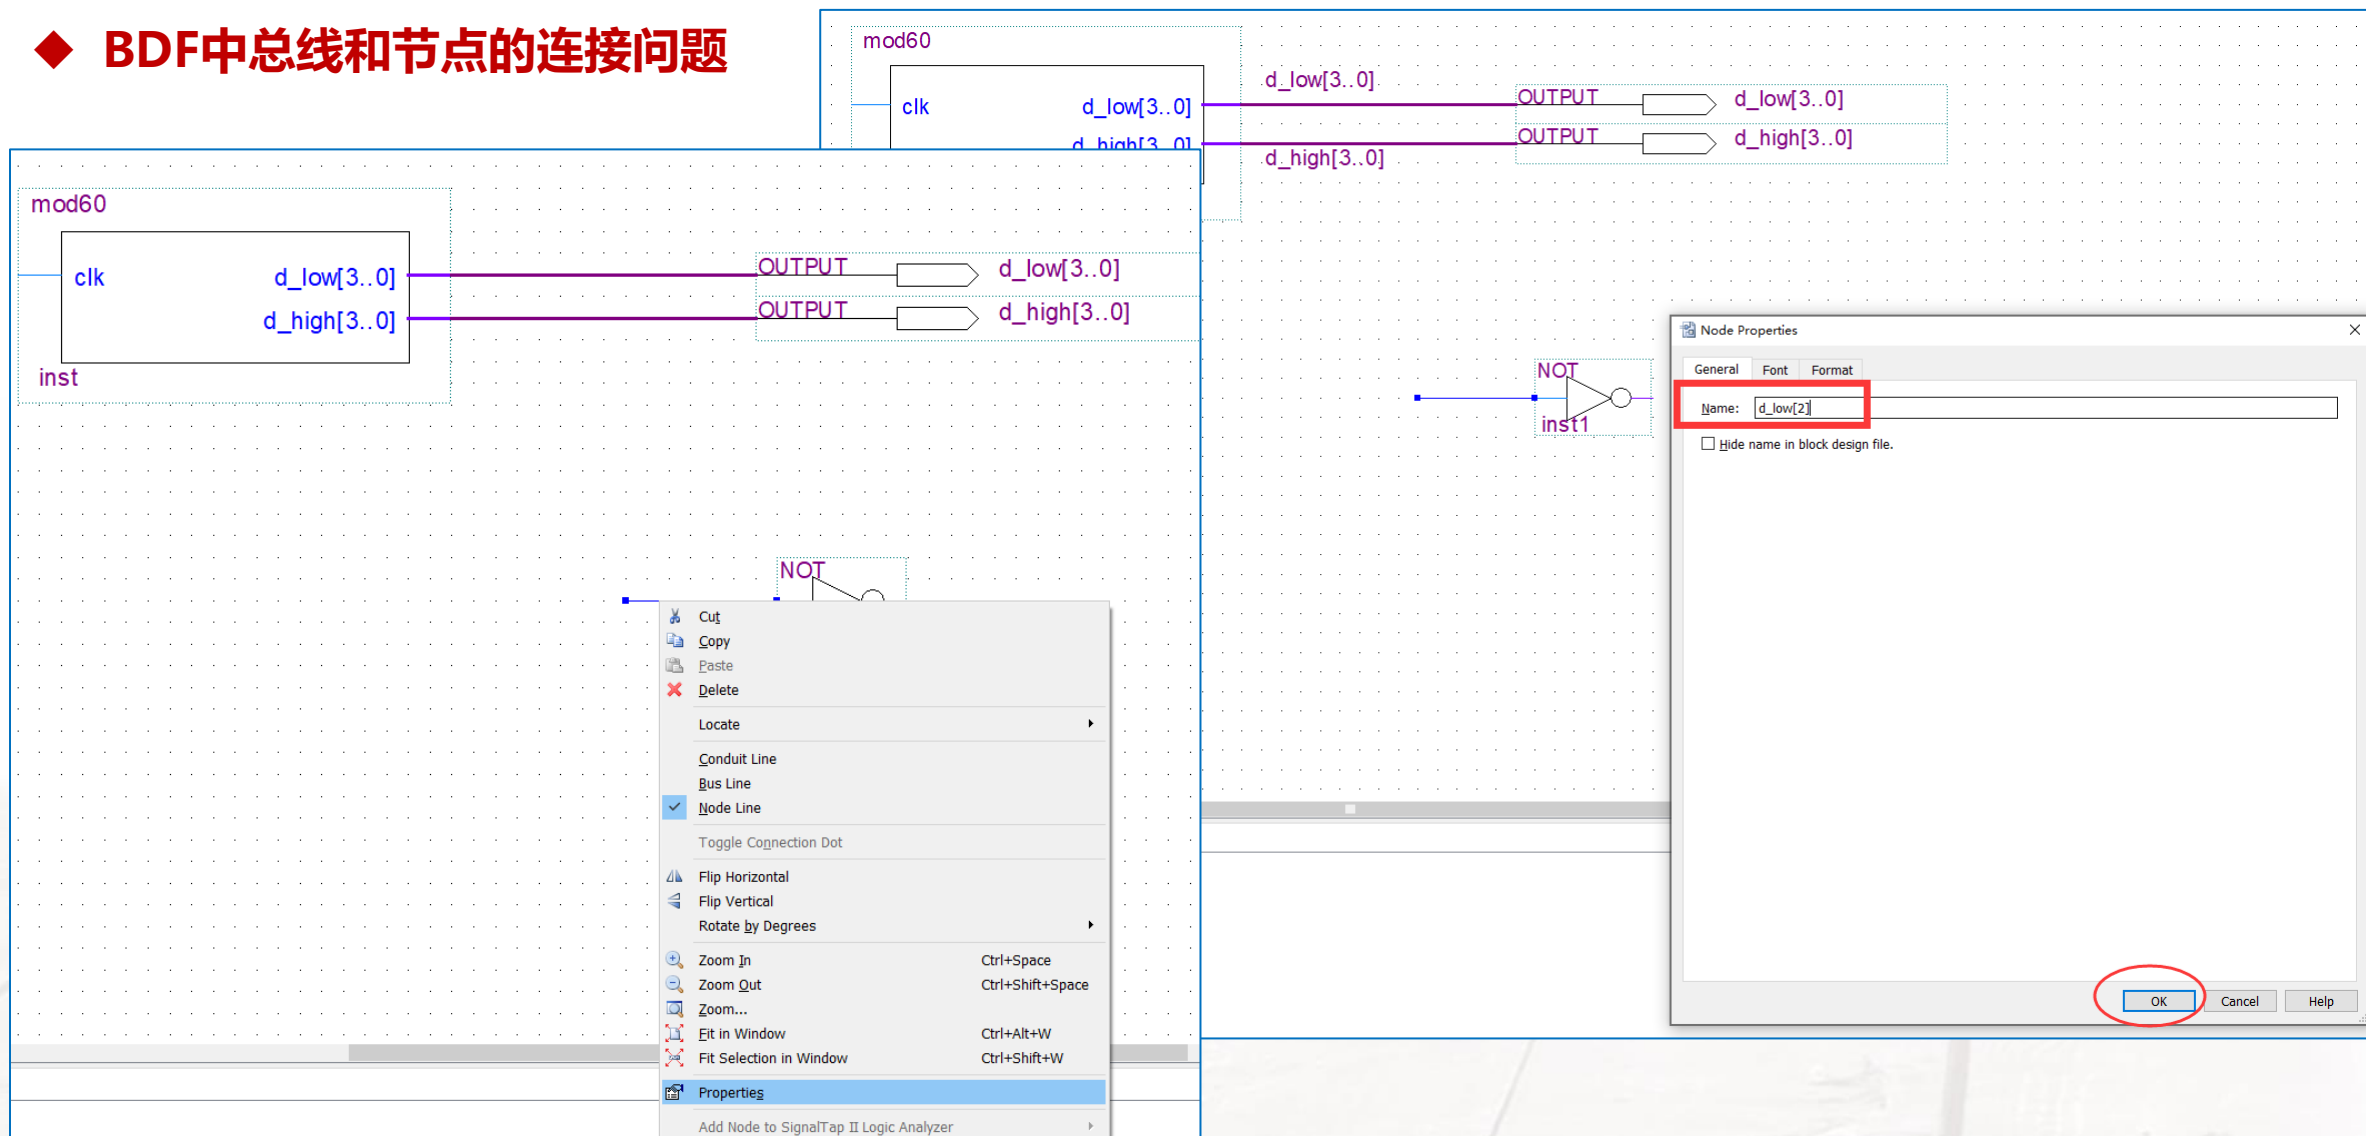 BDF中总线和节点的连接问题
mod60
clk
d_low[3..0]
d_high[3..0]
d_low[3..0]
d_high[3..0]
OUTPUT
d_low[3..0]
OUTPUT
d_high[3..0]
mod60
clk
d_low[3..0]
d_high[3..0]
inst
OUTPUT
d_low[3..0]
OUTPUT
d_high[3..0]
NOT
Cut
Copy
Paste
Delete
Locate
Conduit Line
Bus Line
Node Line
Toggle Connection Dot
Flip Horizontal
Flip Vertical
Rotate by Degrees
Zoom In Ctrl+Space
Zoom Out Ctrl+Shift+Space
Zoom...
Fit in Window Ctrl+Alt+W
Fit Selection in Window Ctrl+Shift+W
Properties
Add Node to SignalTap II Logic Analyzer
NOT
inst1
Node Properties
General Font Format
Name: d_low[2]
Hide name in block design file.
OK Cancel Help